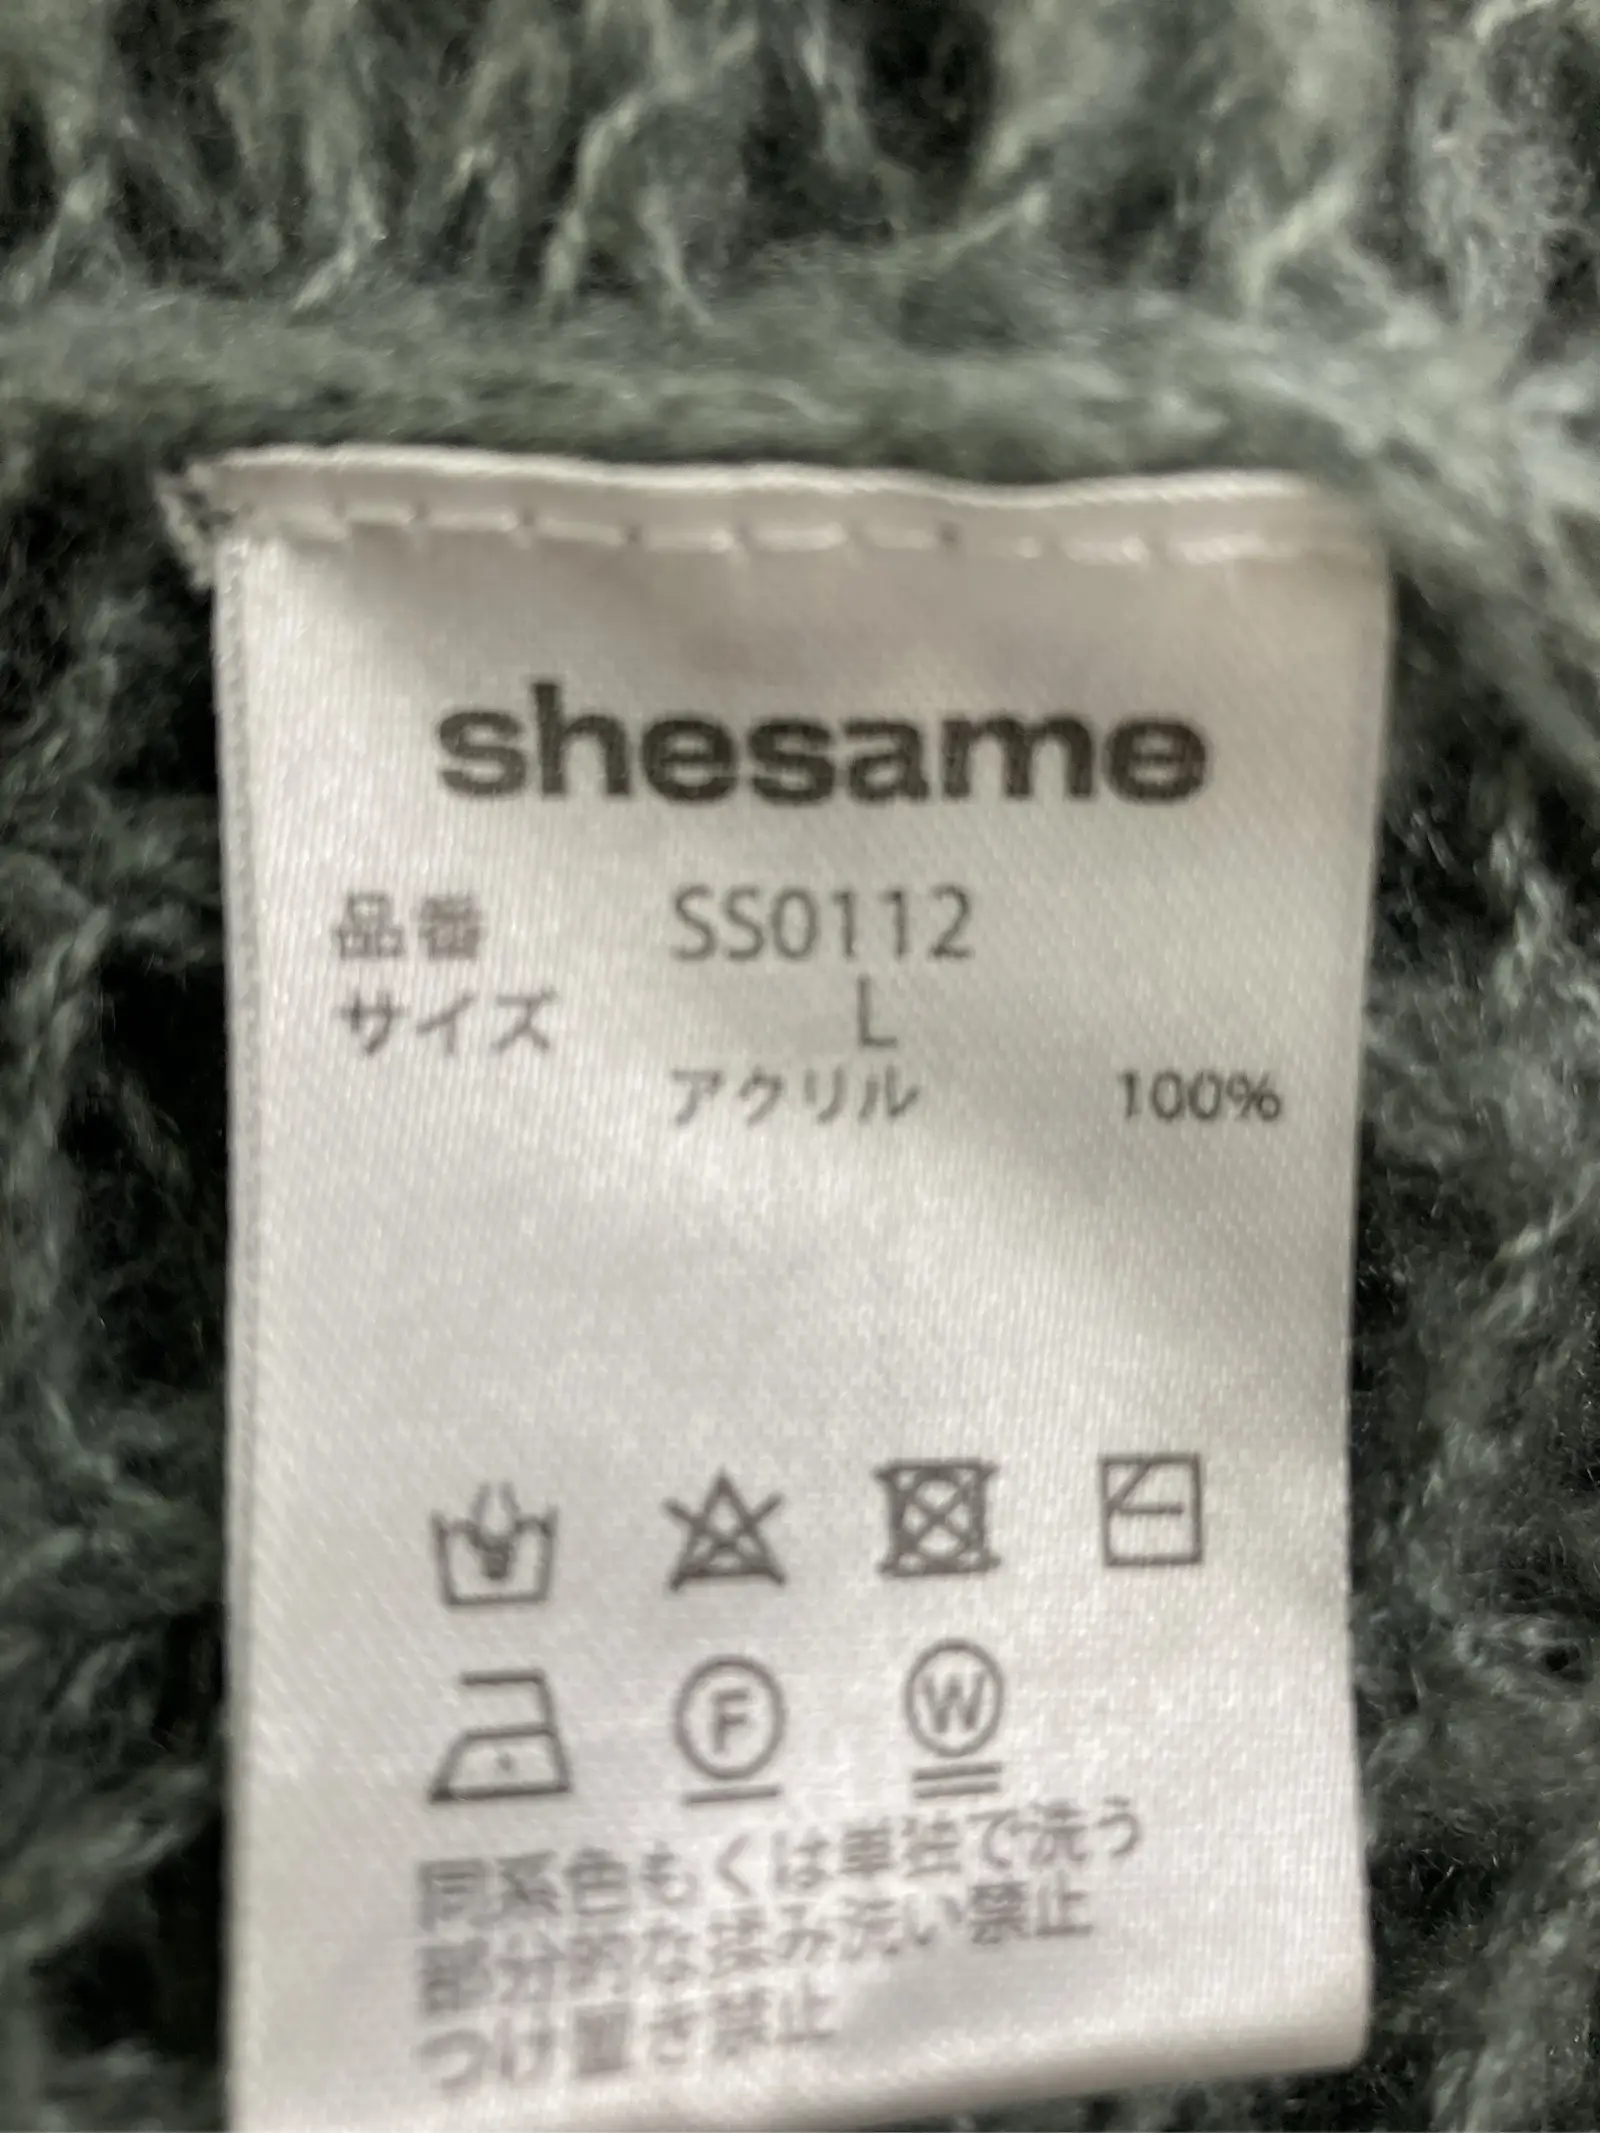 shesame
品番 SS0112
サイズ L
アクリル 100%
F W
同系色もくは単独で洗う
部分的な揉み洗い禁止
つけ置き禁止